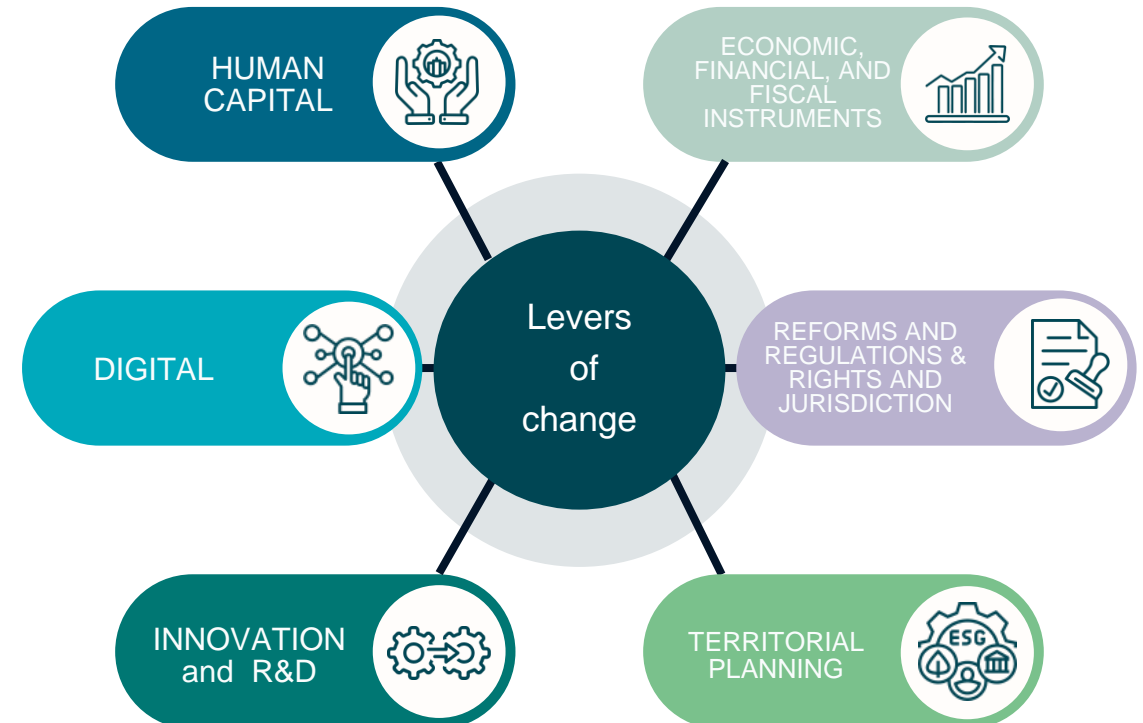 HUMAN
CAPITAL
ECONOMIC,
FINANCIAL, AND
FISCAL
INSTRUMENTS
Levers
of
change
DIGITAL
REFORMS AND
REGULATIONS &
RIGHTS AND
JURISDICTION
INNOVATION
and R&D
TERRITORIAL
PLANNING
ESG